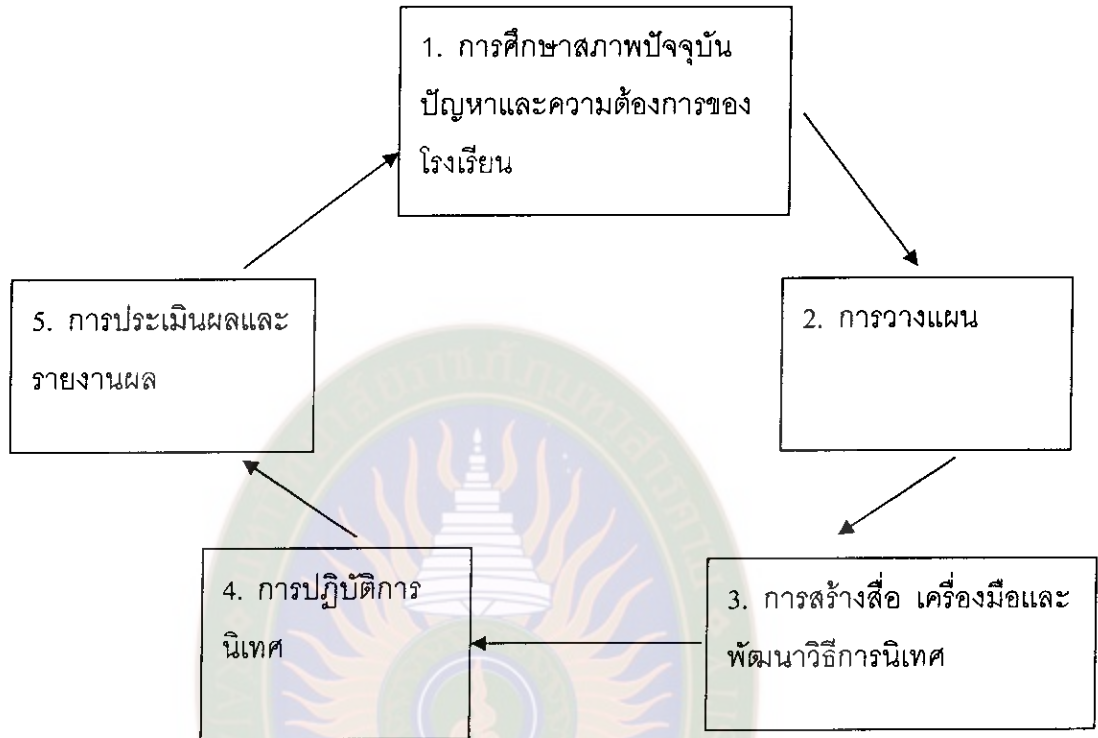 1. การศึกษาสภาพปัจจุบัน
ปัญหาและความต้องการของ
โรงเรียน
2. การวางแผน
3. การสร้างสื่อ เครื่องมือและ
พัฒนาวิธีการนิเทศ
4. การปฏิบัติการ
นิเทศ
5. การประเมินผลและ
รายงานผล